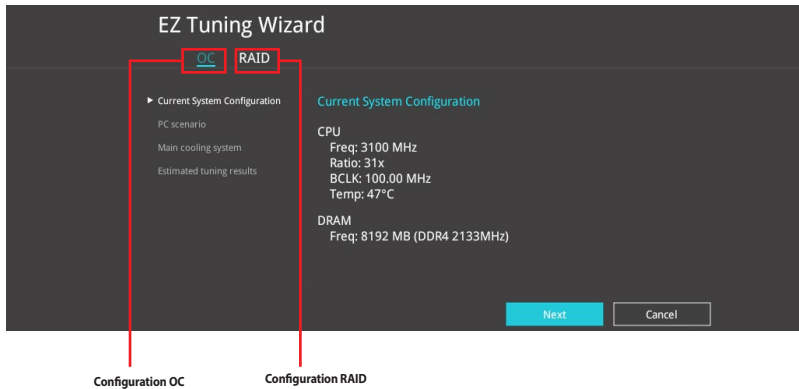 EZ Tuning Wizard
OC RAID
Current System Configuration
PC scenario
Main cooling system
Estimated tuning results
Current System Configuration
CPU
Freq: 3100 MHz
Ratio: 31x
BCLK: 100.00 MHz
Temp: 47°C
DRAM
Freq: 8192 MB (DDR4 2133MHz)
Next Cancel
Configuration OC Configuration RAID